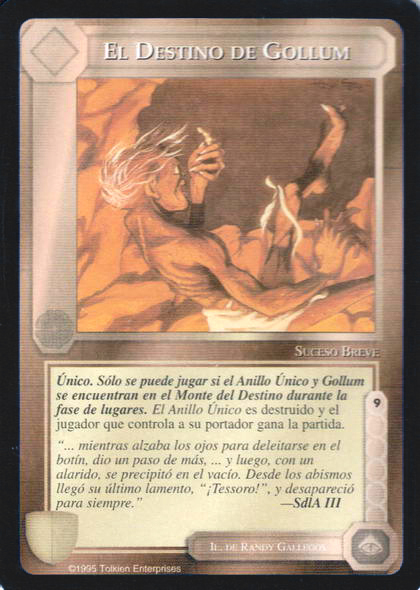 El Destino de Gollum
Suceso Breve
Único. Sólo se puede jugar si el Anillo Único y Gollum
se encuentran en el Monte del Destino durante la
fase de lugares. El Anillo Único es destruido y el
jugador que controla a su portador gana la partida.
9
“... mientras alzaba los ojos para deleitarse en el
botín, dio un paso de más, ... y luego, con un
alarido, se precipitó en el vacío. Desde los abismos
llegó su último lamento, “¡Tessoro!”, y desapareció
para siempre.” —SdlA III
Il. de Randy Gallegos
©1995 Tolkien Enterprises